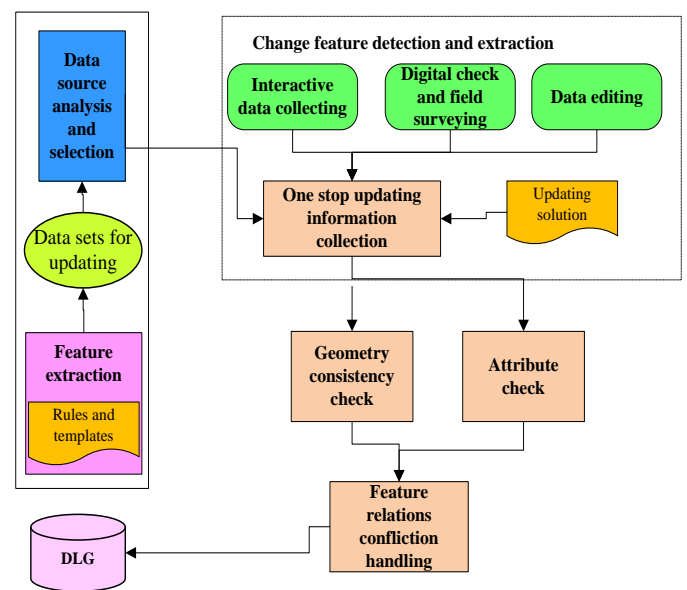 Data
source
analysis
and
selection
Data sets for
updating
Feature
extraction
Rules and
templates
DLG
Change feature detection and extraction
Interactive
data collecting
Digital check
and field
surveying
Data editing
One stop updating
information
collection
Updating
solution
Geometry
consistency
check
Attribute
check
Feature
relations
confliction
handling